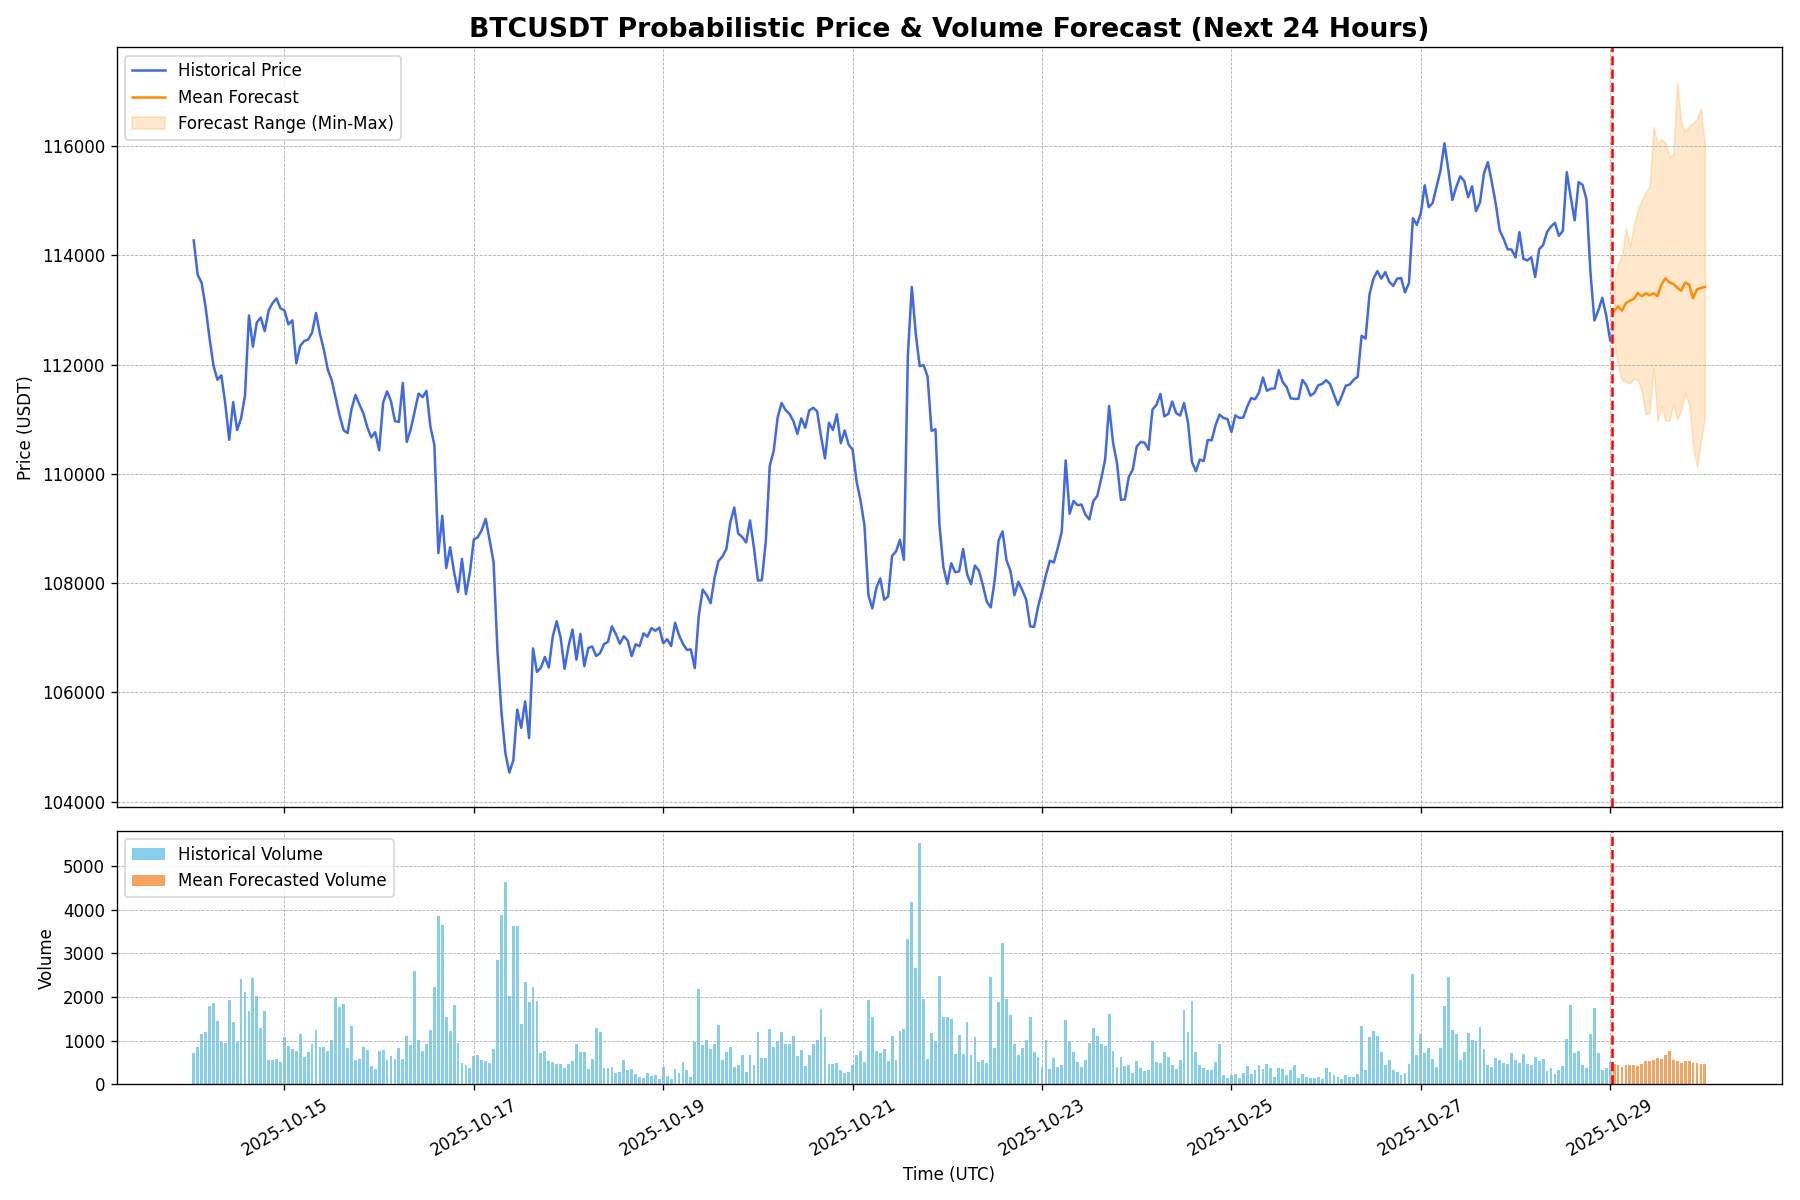 BTCUSDT Probabilistic Price & Volume Forecast (Next 24 Hours)
Historical Price
Mean Forecast
Forecast Range (Min-Max)
116000
114000
112000
110000
108000
106000
104000
Price (USDT)
Historical Volume
Mean Forecasted Volume
5000
4000
3000
2000
1000
0
Volume
2025-10-15
2025-10-17
2025-10-19
2025-10-21
2025-10-23
2025-10-25
2025-10-27
2025-10-29
Time (UTC)